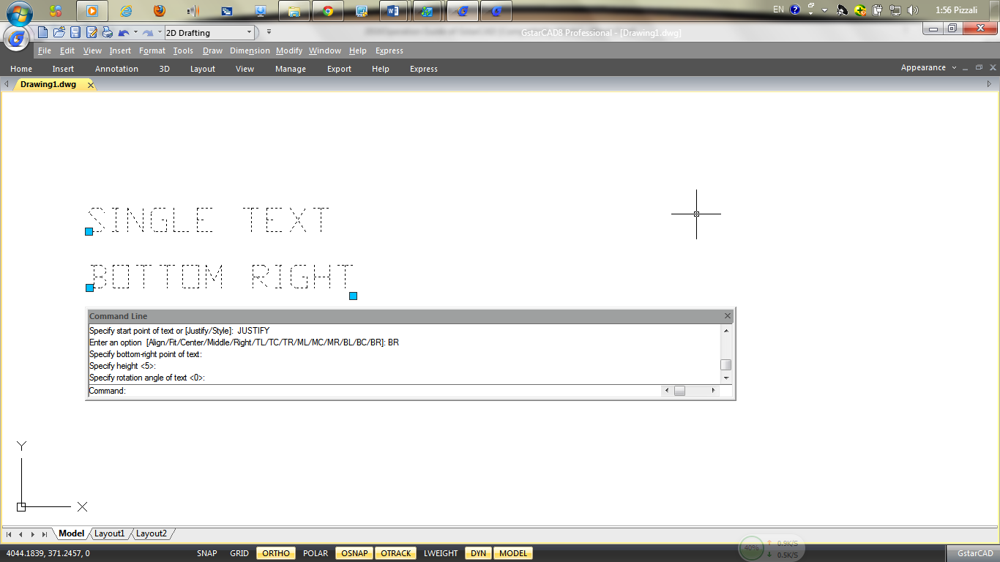 EN 1:56 Pizzali
2D Drafting GstarCAD8 Professional - [Drawing1.dwg]
File Edit View Insert Format Tools Draw Dimension Modify Window Help Express
Home Insert Annotation 3D Layout View Manage Export Help Express Appearance
Drawing1.dwg
SINGLE TEXT
BOTTOM RIGHT
Command Line
Specify start point of text or [Justify/Style]: JUSTIFY
Enter an option [Align/Fit/Center/Middle/Right/TL/TC/TR/ML/MC/MR/BL/BC/BR]: BR
Specify bottom-right point of text:
Specify height <5>:
Specify rotation angle of text <0>:
Command:
Y
X
Model Layout1 Layout2
4044.1839, 371.2457, 0 SNAP GRID ORTHO POLAR OSNAP OTRACK LWEIGHT DYN MODEL 40% 0.9K/S GstarCAD
0.5K/S